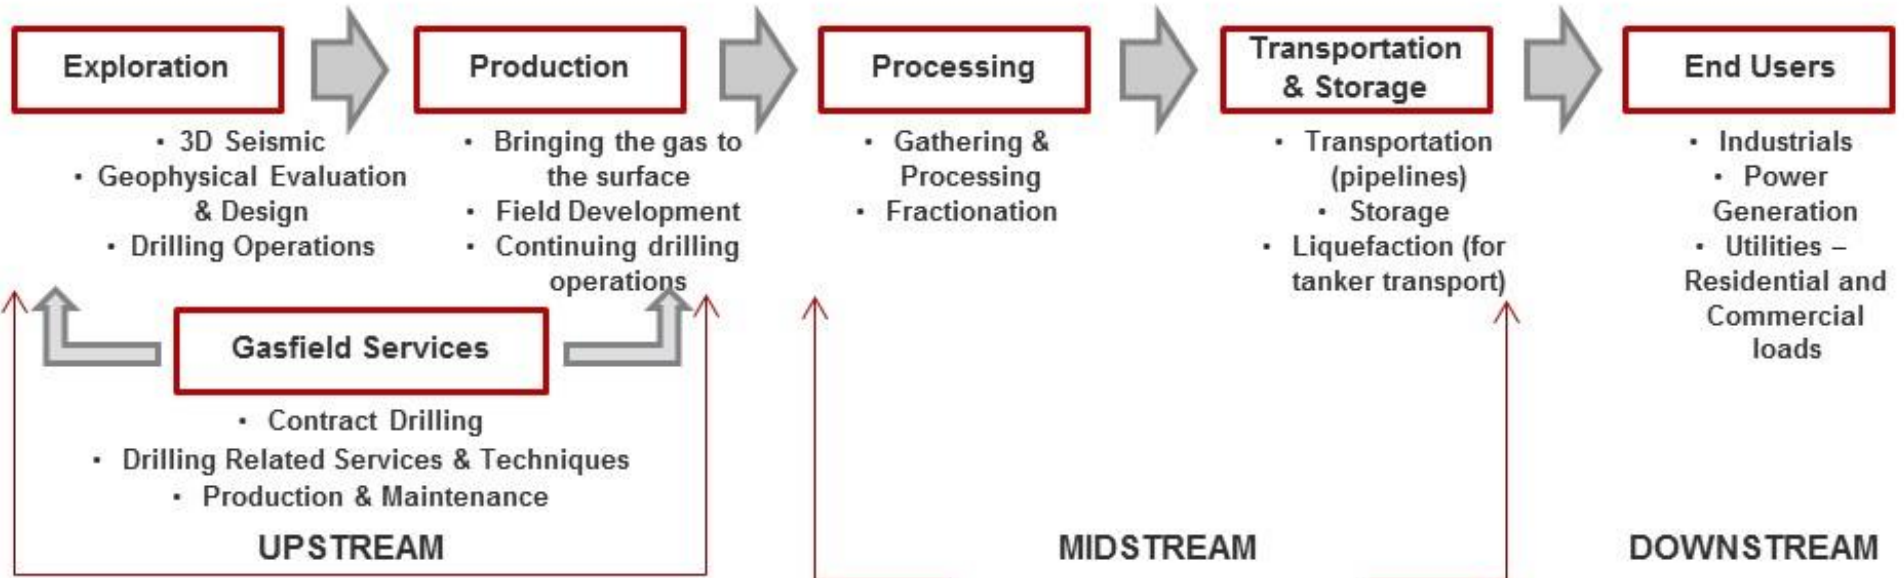 Exploration
Production
Processing
Transportation
& Storage
End Users
• 3D Seismic
• Geophysical Evaluation
& Design
• Drilling Operations
• Bringing the gas to
the surface
• Field Development
• Continuing drilling
operations
• Gathering &
Processing
• Fractionation
• Transportation
(pipelines)
• Storage
• Liquefaction (for
tanker transport)
• Industrials
• Power
Generation
• Utilities –
Residential and
Commercial
loads
Gasfield Services
• Contract Drilling
• Drilling Related Services & Techniques
• Production & Maintenance
UPSTREAM
MIDSTREAM
DOWNSTREAM